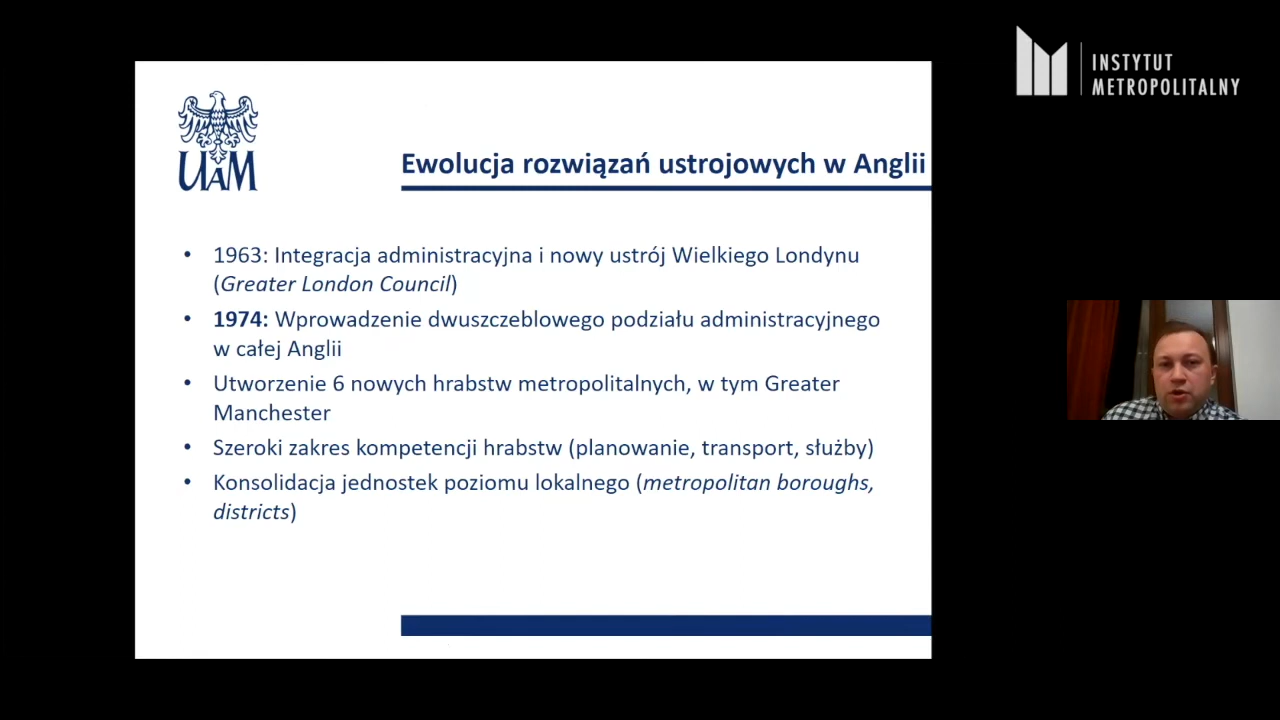 INSTYTUT
METROPOLITALNY
UAM
Ewolucja rozwiązań ustrojowych w Anglii
• 1963: Integracja administracyjna i nowy ustrój Wielkiego Londynu
(Greater London Council)
• 1974: Wprowadzenie dwuszczeblowego podziału administracyjnego
w całej Anglii
• Utworzenie 6 nowych hrabstw metropolitalnych, w tym Greater
Manchester
• Szeroki zakres kompetencji hrabstw (planowanie, transport, służby)
• Konsolidacja jednostek poziomu lokalnego (metropolitan boroughs,
districts)